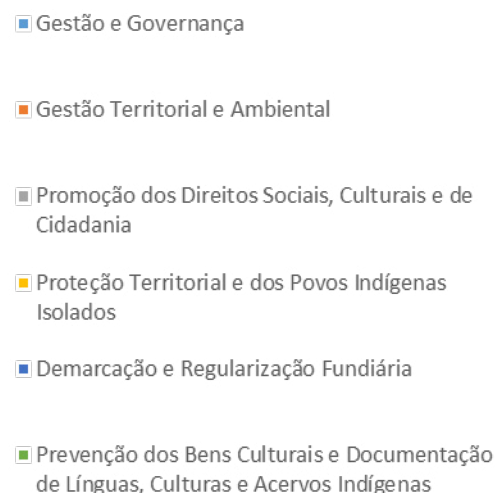 Gestão e Governança
Gestão Territorial e Ambiental
Promoção dos Direitos Sociais, Culturais e de
Cidadania
Proteção Territorial e dos Povos Indígenas
Isolados
Demarcação e Regularização Fundiária
Prevenção dos Bens Culturais e Documentação
de Línguas, Culturas e Acervos Indígenas